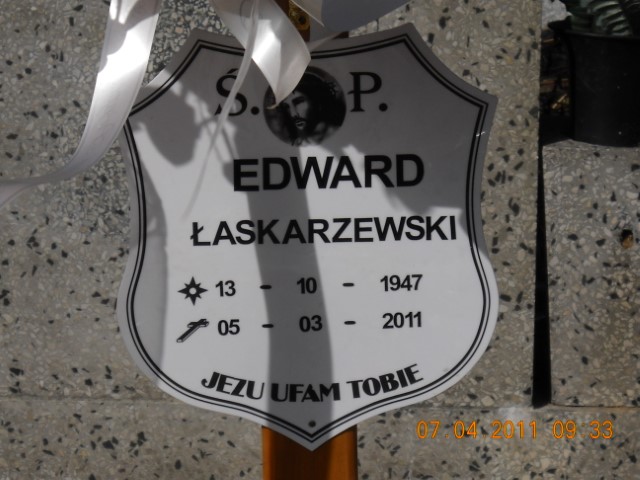 Ś. P.
EDWARD
ŁASKARZEWSKI
13 - 10 - 1947
05 - 03 - 2011
JEZU UFAM TOBIE
07 04 2011 09 33